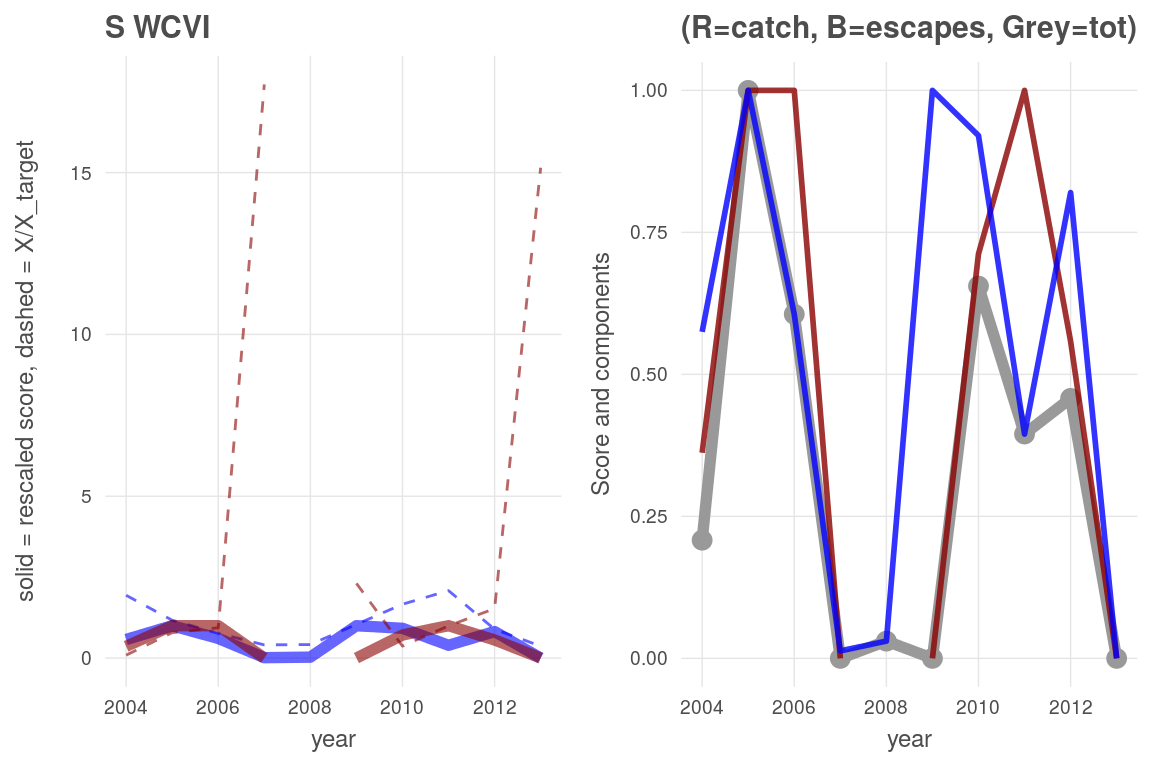 S WCVI
solid = rescaled score, dashed = X/X_target
15
10
5
0
2004 2006 2008 2010 2012
year
(R=catch, B=escapes, Grey=tot)
Score and components
1.00
0.75
0.50
0.25
0.00
2004 2006 2008 2010 2012
year